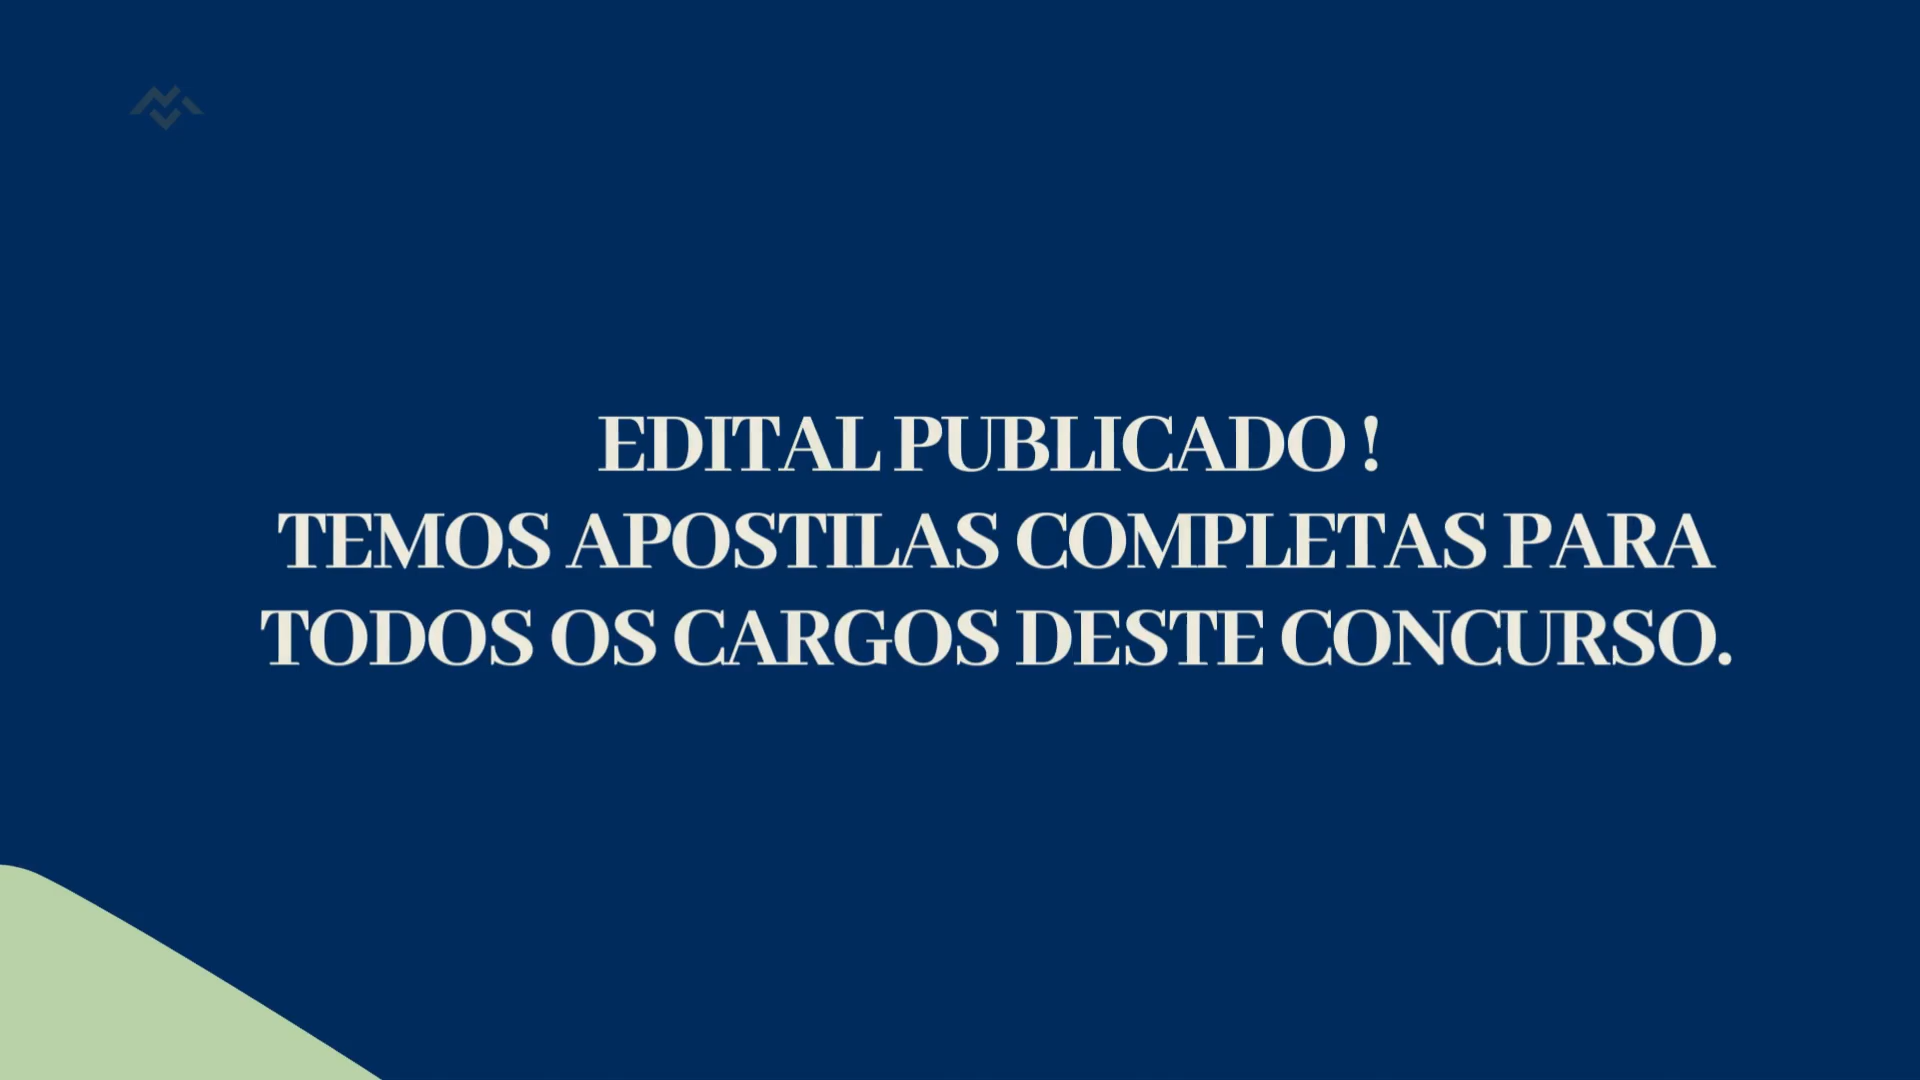 EDITAL PUBLICADO !
TEMOS APOSTILAS COMPLETAS PARA
TODOS OS CARGOS DESTE CONCURSO.